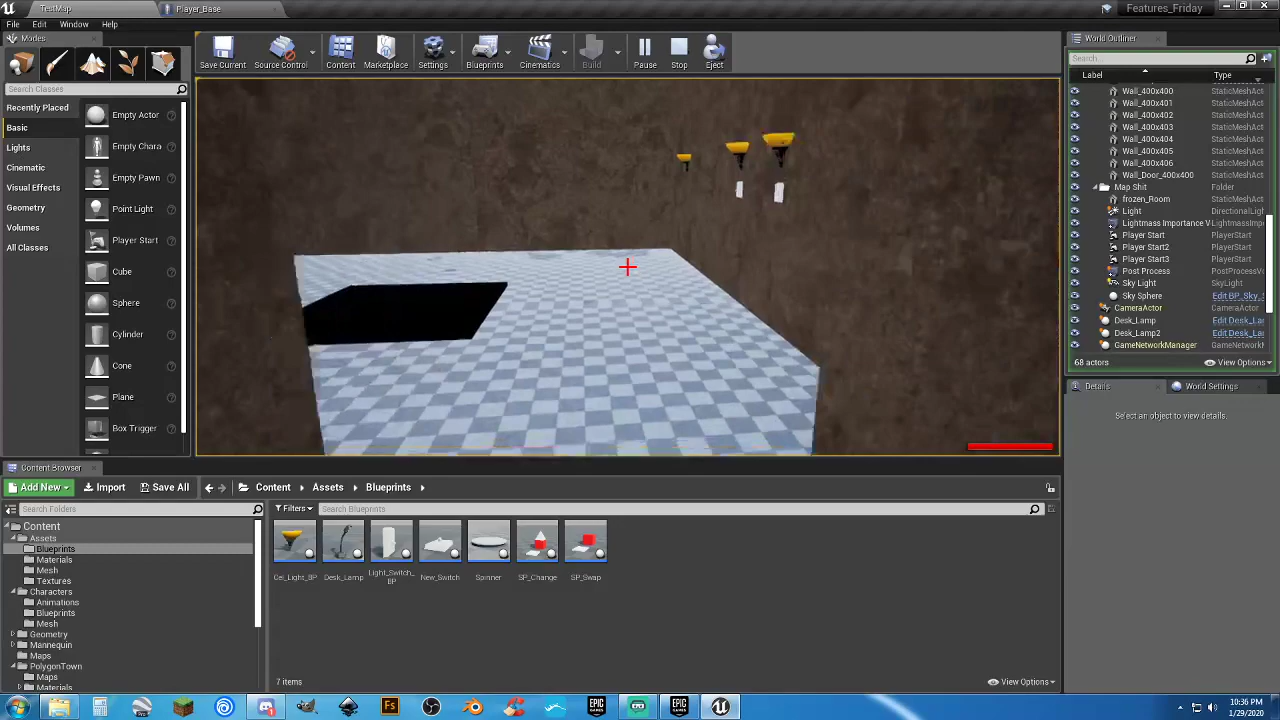 TestMap
Player_Base
Features_Friday
File Edit Window Help
Modes
Search Classes
Recently Placed
Basic
Lights
Cinematic
Visual Effects
Geometry
Volumes
All Classes
Empty Actor
Empty Chara
Empty Pawn
Point Light
Player Start
Cube
Sphere
Cylinder
Cone
Plane
Box Trigger
Save Current
Source Control
Content
Marketplace
Settings
Blueprints
Cinematics
Build
Pause
Stop
Eject
World Outliner
Search...
Label Type
Wall_400x400 StaticMeshAct
Wall_400x401 StaticMeshAct
Wall_400x402 StaticMeshAct
Wall_400x403 StaticMeshAct
Wall_400x404 StaticMeshAct
Wall_400x405 StaticMeshAct
Wall_400x406 StaticMeshAct
Wall_Door_400x400 StaticMeshAct
Map Shit Folder
frozen_Room StaticMeshAct
Light DirectionalLigh
Lightmass Importance V LightmassImpo
Player Start PlayerStart
Player Start2 PlayerStart
Player Start3 PlayerStart
Post Process PostProcessV
Sky Light SkyLight
Sky Sphere Edit BP_Sky_S
CameraActor CameraActor
Desk_Lamp Edit Desk_Lar
Desk_Lamp2 Edit Desk_La
GameNetworkManager GameNetworkM
68 actors View Options
Details World Settings
Select an object to view details.
Content Browser
Add New Import Save All Content Assets Blueprints
Search Folders
Filters Search Blueprints
Content
Assets
Blueprints
Materials
Mesh
Textures
Characters
Animations
Blueprints
Mesh
Geometry
Mannequin
Maps
PolygonTown
Maps
Materials
Cel_Light_BP Desk_Lamp Light_Switch_BP New_Switch Spinner SP_Change SP_Swap
7 items View Options
Pro
Fs
EPIC GAMES
EPIC GAMES
10:36 PM
1/29/2020